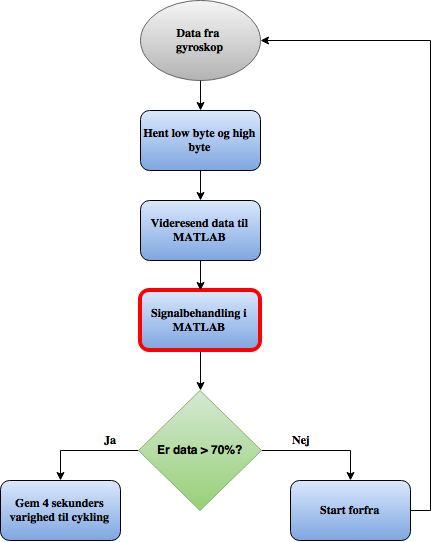 Data fra
gyroskop
Hent low byte og high
byte
Videresend data til
MATLAB
Signalbehandling i
MATLAB
Er data > 70%?
Ja
Nej
Gem 4 sekunders
varighed til cykling
Start forfra